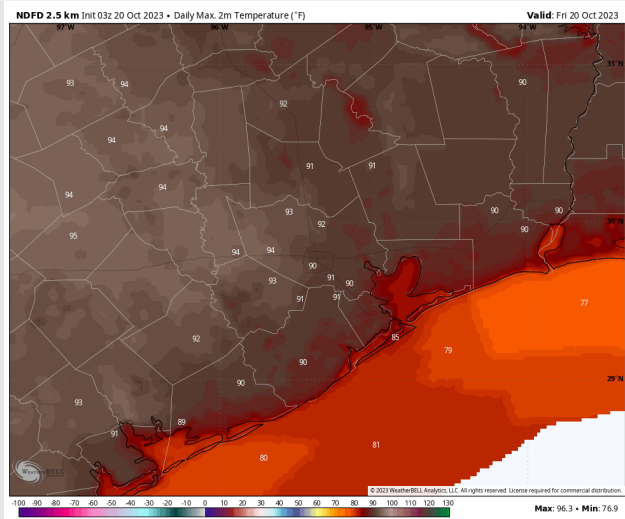 NDFD 2.5 km Init 03z 20 Oct 2023 • Daily Max. 2m Temperature (°F)
Valid: Fri 20 Oct 2023
97°W 96°W 95°W 94°W
31°N
93 94 92 90
94 94
91 91
94 94
93 90 90
92 90
95
94 94
90
93 91 90
91 91
77
85
92 79
90
29°N
90
93
89
91
81
80
WeatherBELL
© 2023 WeatherBELL Analytics, LLC. All rights reserved. License required for commercial distribution.
-100 -90 -80 -70 -60 -50 -40 -30 -20 -10 0 10 20 30 40 50 60 70 80 90 100 110 120 130
Max: 96.3 • Min: 76.9